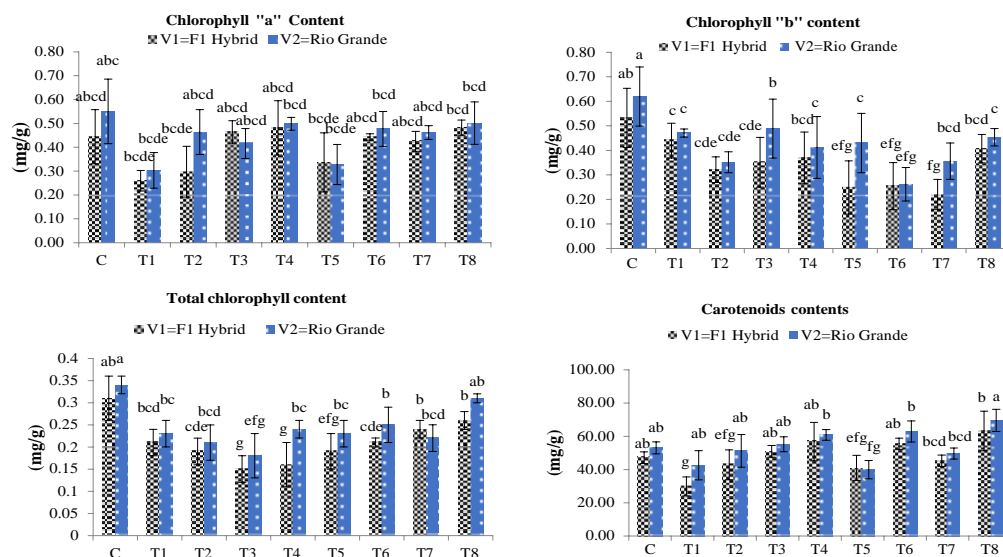 Chlorophyll "a" Content
V1=F1 Hybrid V2=Rio Grande
(mg/g)
0.80
0.70
0.60
0.50
0.40
0.30
0.20
0.10
0.00
abcd abc bcde bcde bcde abcd abcd abcd abcd bcd bcde bcde abcd bcd abcd abcd bcd bcd
C T1 T2 T3 T4 T5 T6 T7 T8
Chlorophyll "b" content
V1=F1 Hybrid V2=Rio Grande
(mg/g)
0.80
0.60
0.40
0.20
0.00
ab a c c cde cde cde b bcd c efg c efg efg fg bcd bcd c
C T1 T2 T3 T4 T5 T6 T7 T8
Total chlorophyll content
V1=F1 Hybrid V2=Rio Grande
(mg/g)
0.4
0.35
0.3
0.25
0.2
0.15
0.1
0.05
0
ab a bcd bc cde bcd g efg g bc efg bc cde b b bcd b ab
C T1 T2 T3 T4 T5 T6 T7 T8
Carotenoids contents
V1=F1 Hybrid V2=Rio Grande
(mg/g)
100.00
80.00
60.00
40.00
20.00
0.00
ab ab g bcd efg ab ab ab ab b efg fg ab b bcd bcd b a
C T1 T2 T3 T4 T5 T6 T7 T8